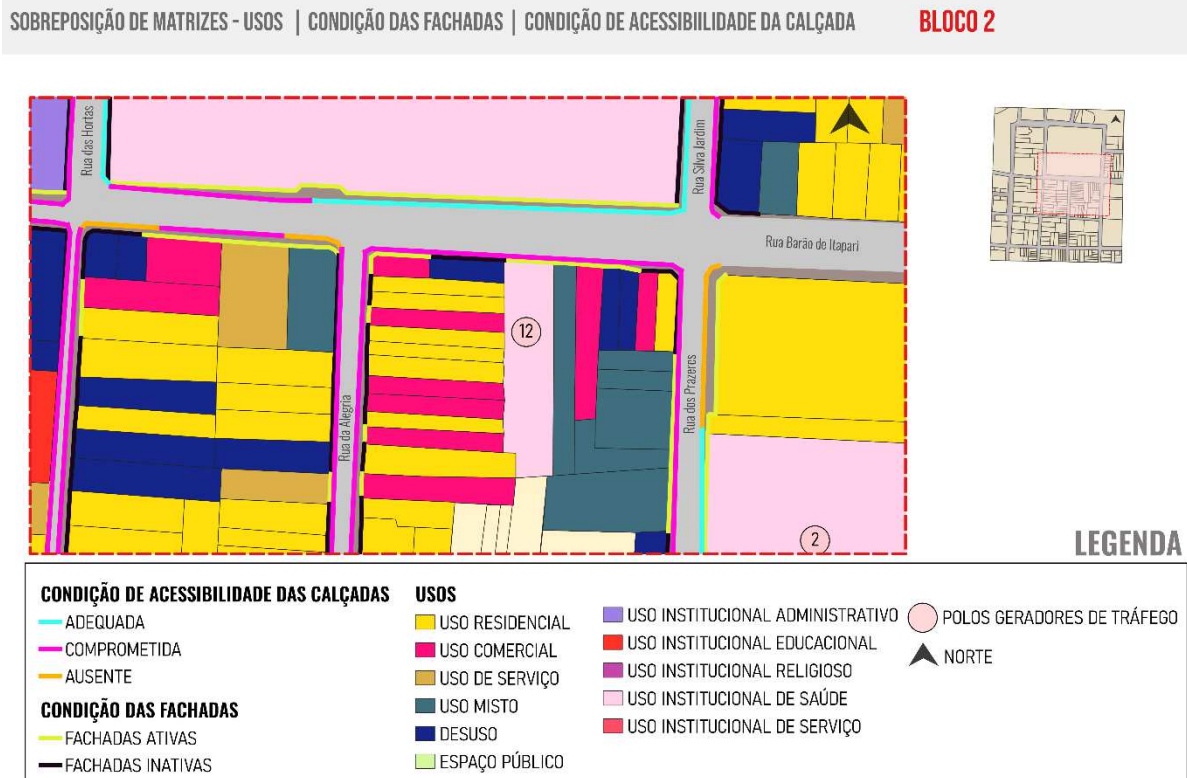 SOBREPOSIÇÃO DE MATRIZES - USOS | CONDIÇÃO DAS FACHADAS | CONDIÇÃO DE ACESSIBIILIDADE DA CALÇADA BLOCO 2
Rua das Hortas
Rua Silva Jardim
Rua Barão de Itapari
12
Rua da Alegria
Rua dos Prazeres
2
LEGENDA
CONDIÇÃO DE ACESSIBILIDADE DAS CALÇADAS
ADEQUADA
COMPROMETIDA
AUSENTE
CONDIÇÃO DAS FACHADAS
FACHADAS ATIVAS
FACHADAS INATIVAS
USOS
USO RESIDENCIAL
USO COMERCIAL
USO DE SERVIÇO
USO MISTO
DESUSO
ESPAÇO PÚBLICO
USO INSTITUCIONAL ADMINISTRATIVO
USO INSTITUCIONAL EDUCACIONAL
USO INSTITUCIONAL RELIGIOSO
USO INSTITUCIONAL DE SAÚDE
USO INSTITUCIONAL DE SERVIÇO
POLOS GERADORES DE TRÁFEGO
NORTE